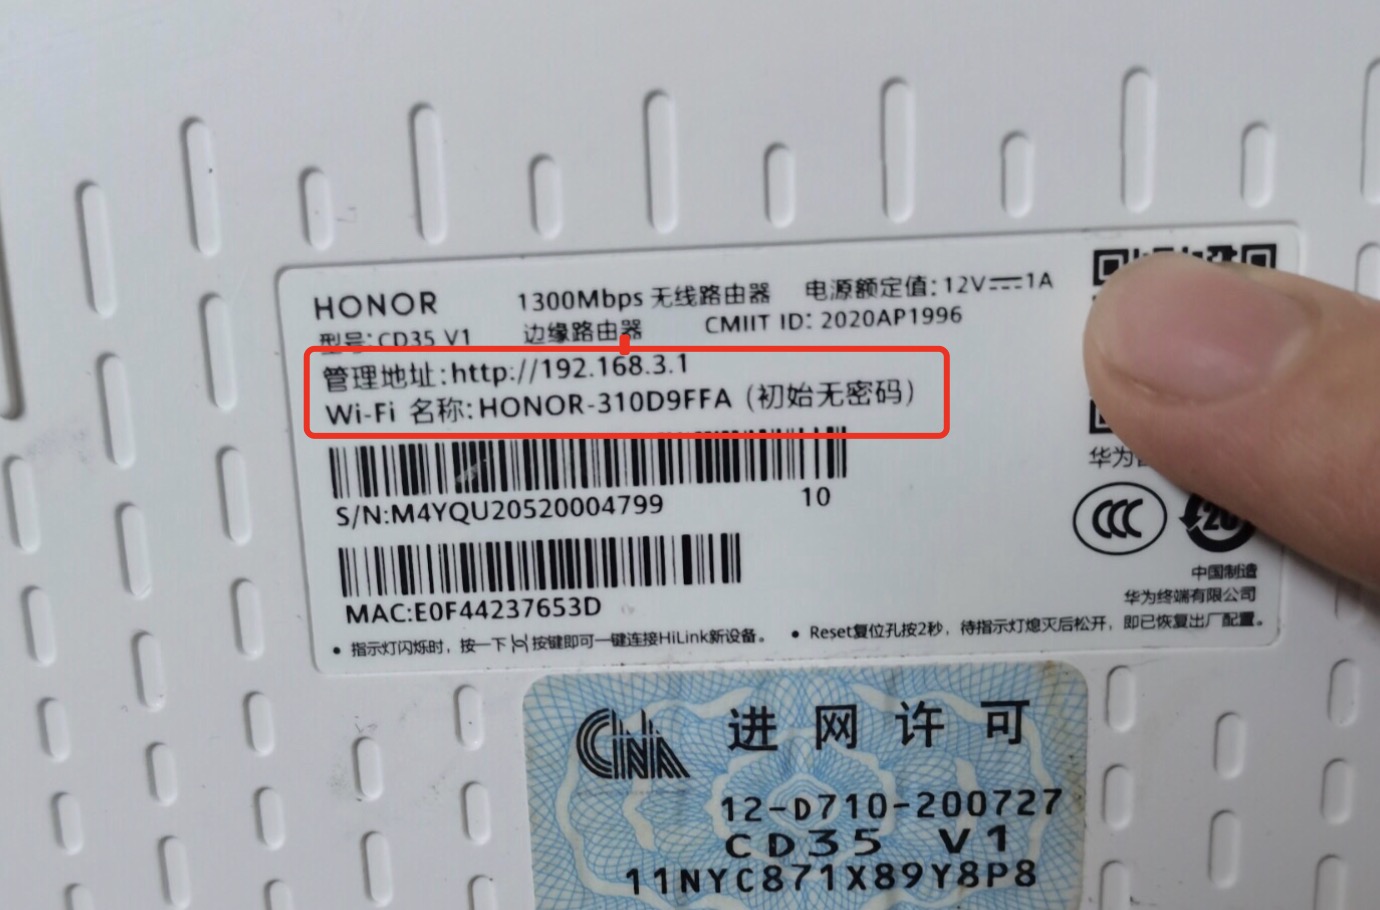 HONOR 1300Mbps 无线路由器 电源额定值:12V⎓1A
型号:CD35 V1 边缘路由器 CMIIT ID: 2020AP1996
管理地址:http://192.168.3.1
Wi-Fi 名称:HONOR-310D9FFA (初始无密码)
S/N:M4YQU20520004799 10
华为
MAC:E0F44237653D
中国制造
华为终端有限公司
• 指示灯闪烁时，按一下 按键即可一键连接HiLink新设备。 • Reset复位孔按2秒，待指示灯熄灭后松开，即已恢复出厂配置。
CNA 进网许可
12-D710-200727
CD35 V1
11NYC871X89Y8P8